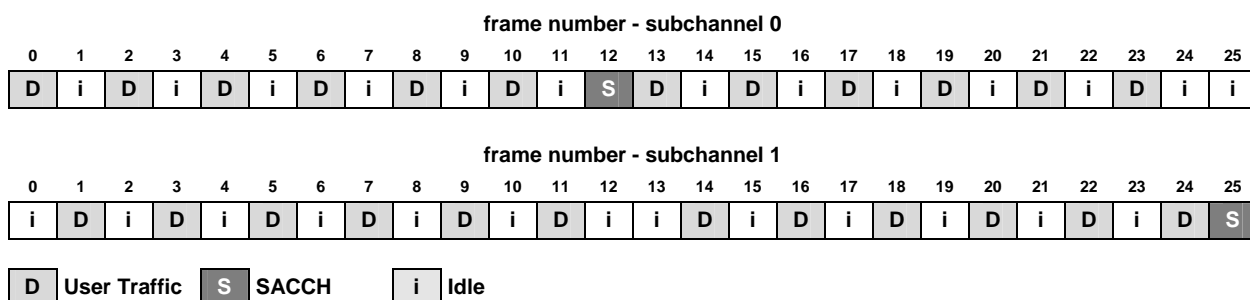 frame number - subchannel 0
0 1 2 3 4 5 6 7 8 9 10 11 12 13 14 15 16 17 18 19 20 21 22 23 24 25
D i D i D i D i D i D i S D i D i D i D i D i D i i
frame number - subchannel 1
0 1 2 3 4 5 6 7 8 9 10 11 12 13 14 15 16 17 18 19 20 21 22 23 24 25
i D i D i D i D i D i D i i D i D i D i D i D i D S
D User Traffic S SACCH i Idle